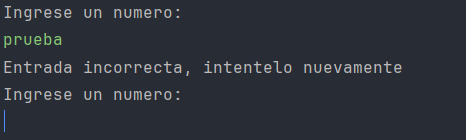 Ingrese un numero:
prueba
Entrada incorrecta, intentelo nuevamente
Ingrese un numero: